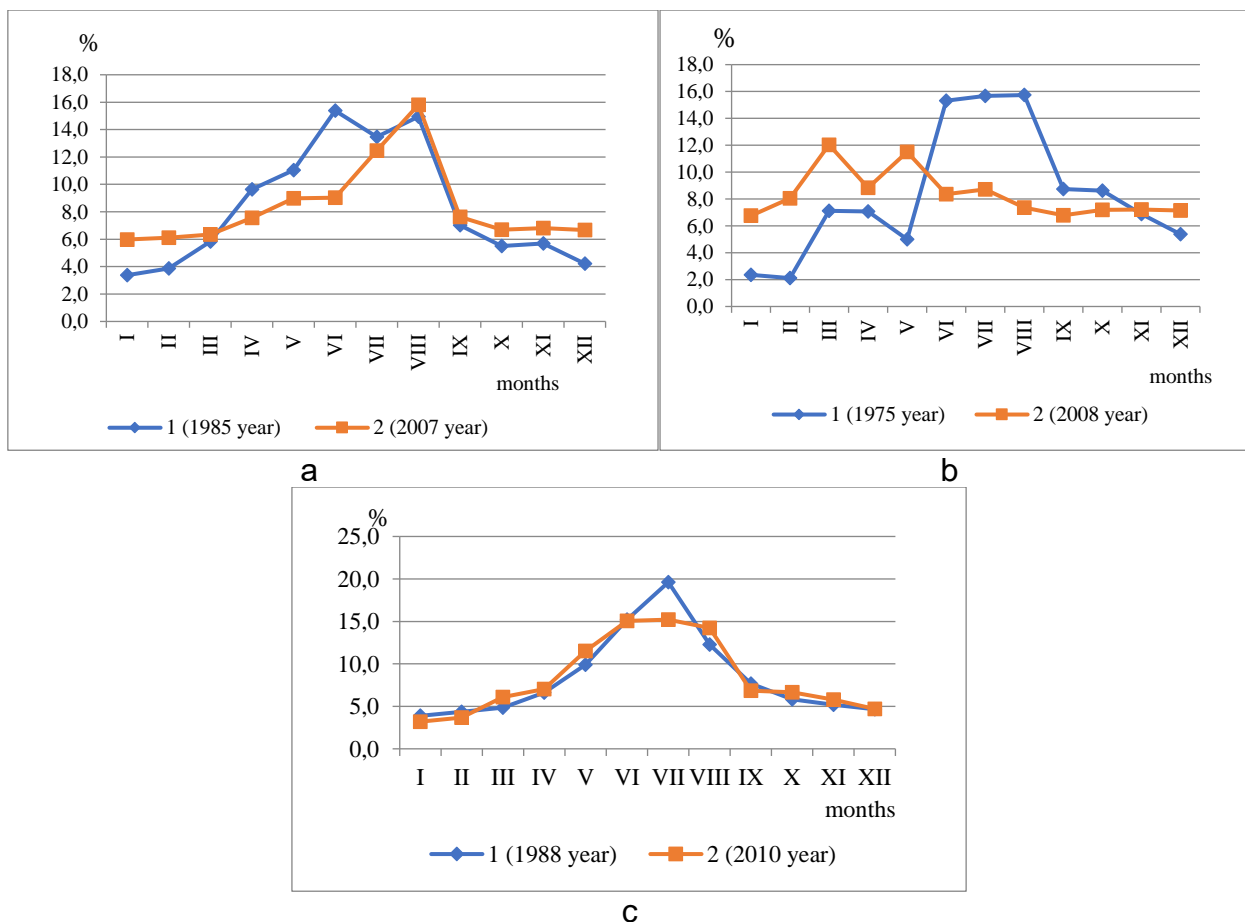 %
18,0
16,0
14,0
12,0
10,0
8,0
6,0
4,0
2,0
0,0
I II III IV V VI VII VIII IX X XI XII
months
1 (1985 year) 2 (2007 year)
a
%
18,0
16,0
14,0
12,0
10,0
8,0
6,0
4,0
2,0
0,0
I II III IV V VI VII VIII IX X XI XII
months
1 (1975 year) 2 (2008 year)
b
%
25,0
20,0
15,0
10,0
5,0
0,0
I II III IV V VI VII VIII IX X XI XII
months
1 (1988 year) 2 (2010 year)
c